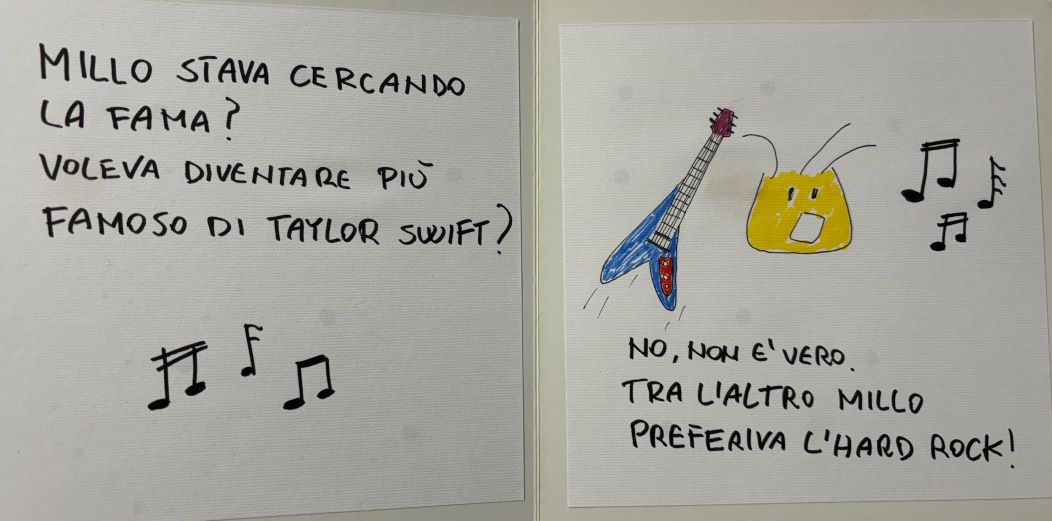 MILLO STAVA CERCANDO
LA FAMA?
VOLEVA DIVENTARE PIÙ
FAMOSO DI TAYLOR SWIFT?
NO, NON E' VERO.
TRA L'ALTRO MILLO
PREFERIVA L'HARD ROCK!